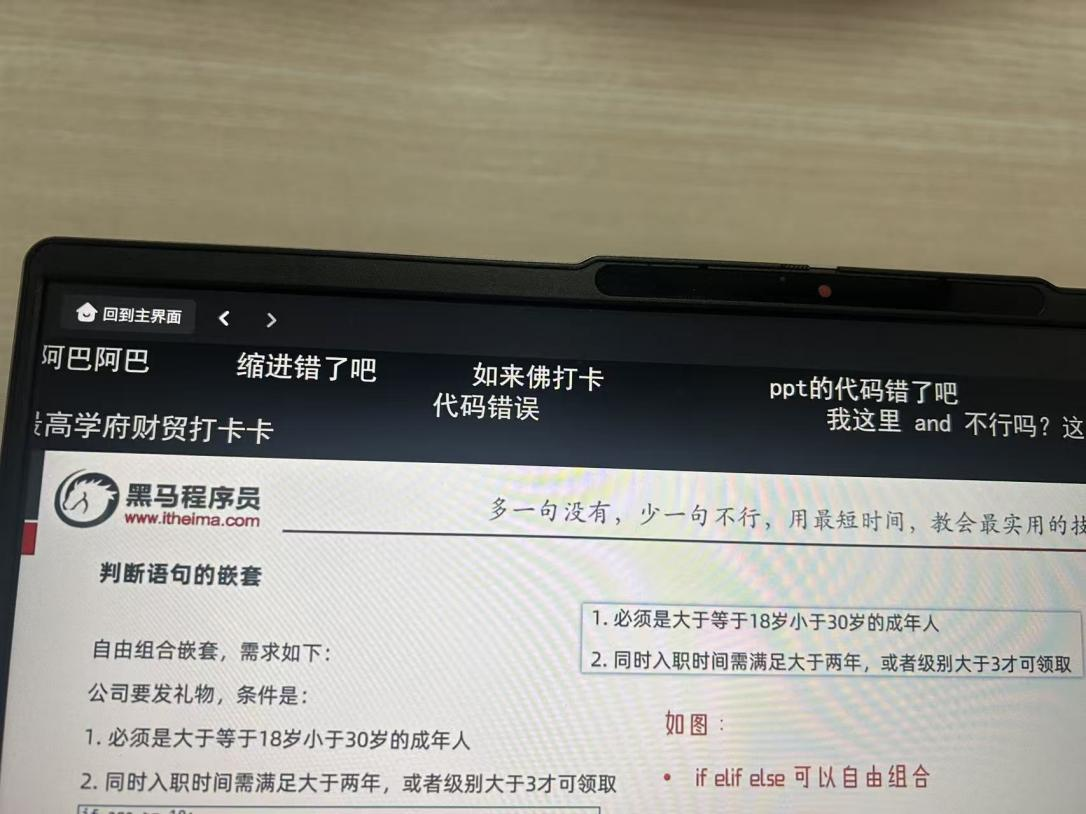 回到主界面
阿巴阿巴
缩进错了吧
如来佛打卡
ppt的代码错了吧
代码错误
我这里 and 不行吗? 这
高学府财贸打卡卡
黑马程序员
www.itheima.com
多一句没有，少一句不行，用最短时间，教会最实用的
判断语句的嵌套
自由组合嵌套，需求如下：
公司要发礼物，条件是：
1. 必须是大于等于18岁小于30岁的成年人
2. 同时入职时间需满足大于两年，或者级别大于3才可领取
1. 必须是大于等于18岁小于30岁的成年人
2. 同时入职时间需满足大于两年，或者级别大于3才可领取
如图：
• if elif else 可以自由组合